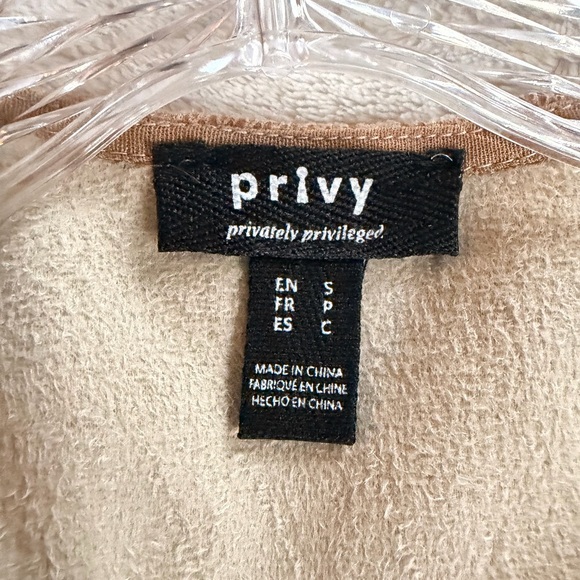 privy
privately privileged
EN S
FR P
ES C
MADE IN CHINA
FABRIQUÉ EN CHINE
HECHO EN CHINA